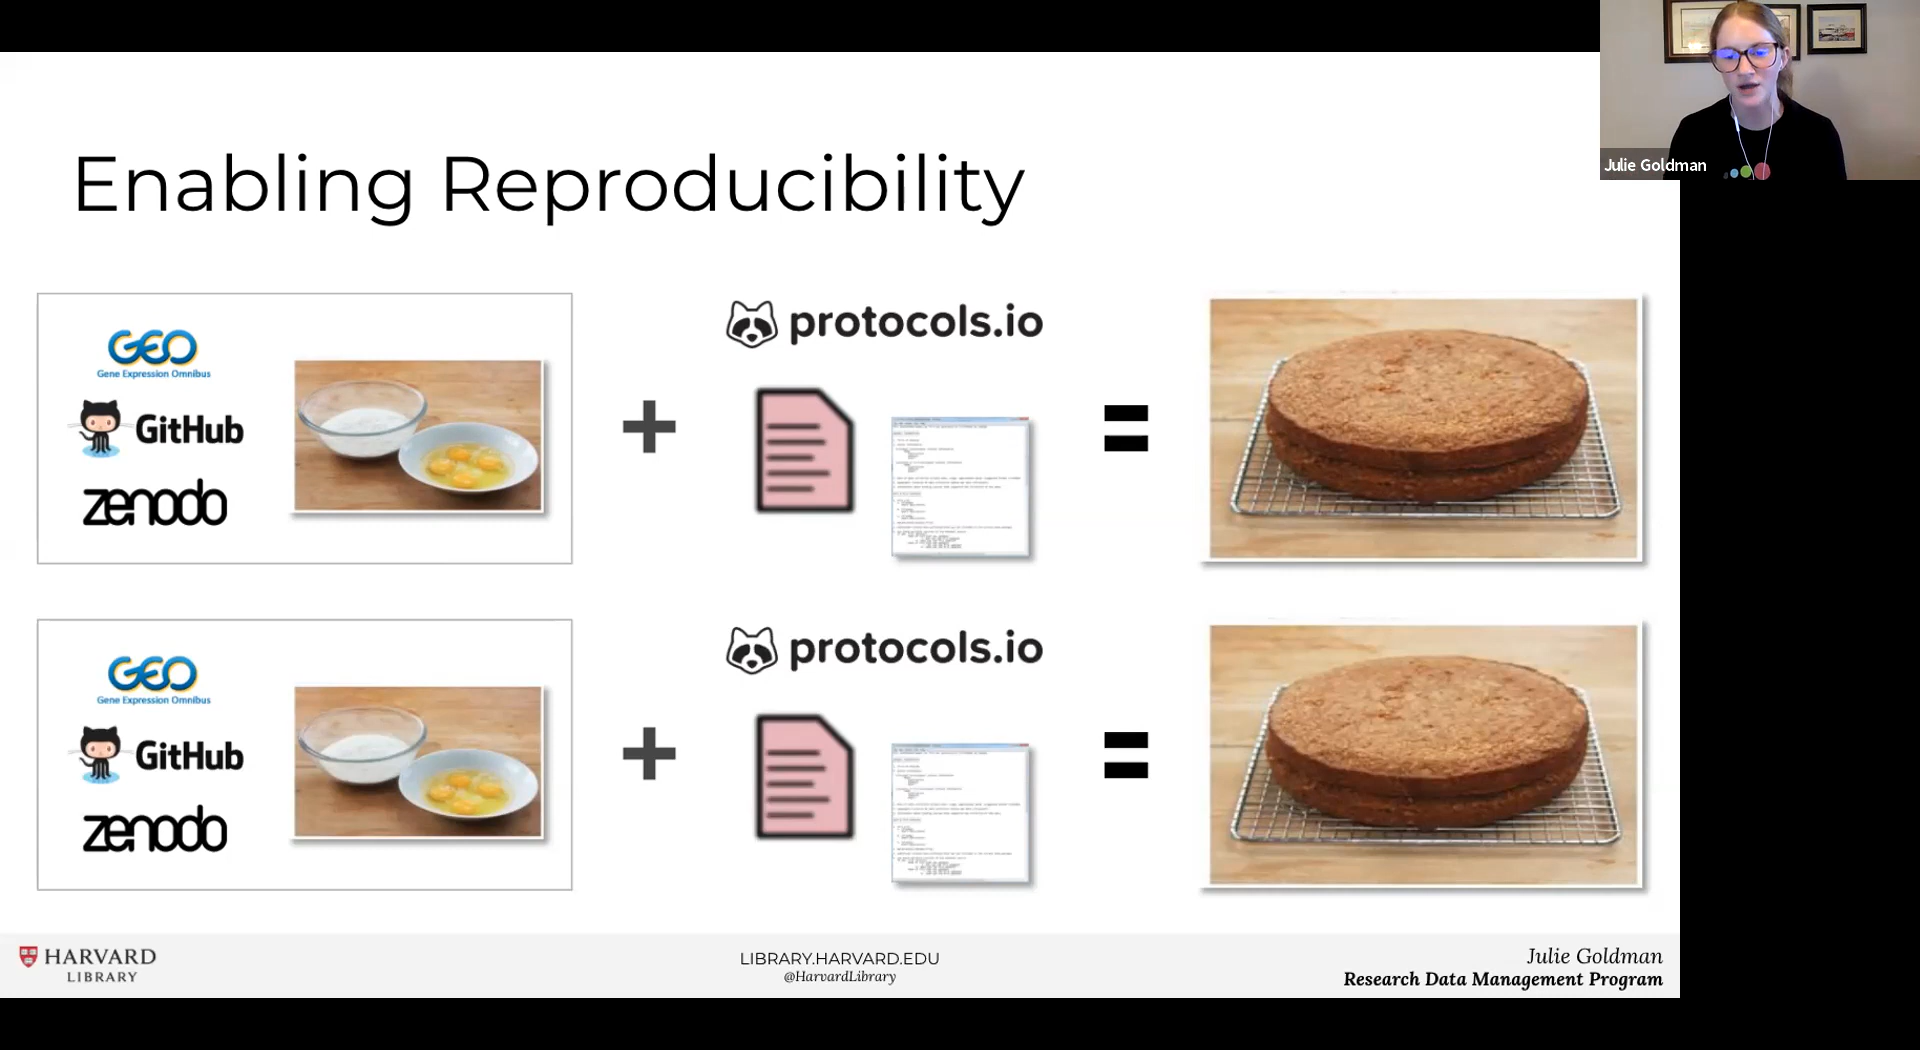 Julie Goldman
Enabling Reproducibility
GEO
Gene Expression Omnibus
GitHub
zenodo
protocols.io
GEO
Gene Expression Omnibus
GitHub
zenodo
protocols.io
HARVARD
LIBRARY
LIBRARY.HARVARD.EDU
@HarvardLibrary
Julie Goldman
Research Data Management Program